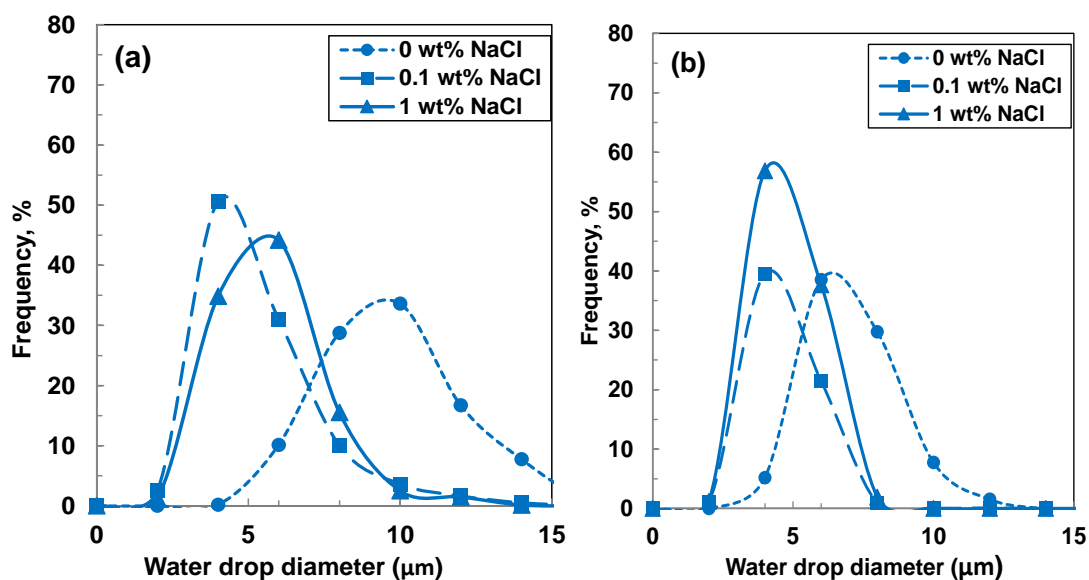 (a)
0 wt% NaCl
0.1 wt% NaCl
1 wt% NaCl
80
70
60
50
40
30
20
10
0
Frequency, %
0
5
10
15
Water drop diameter (μm)
(b)
0 wt% NaCl
0.1 wt% NaCl
1 wt% NaCl
80
70
60
50
40
30
20
10
0
Frequency, %
0
5
10
15
Water drop diameter (μm)